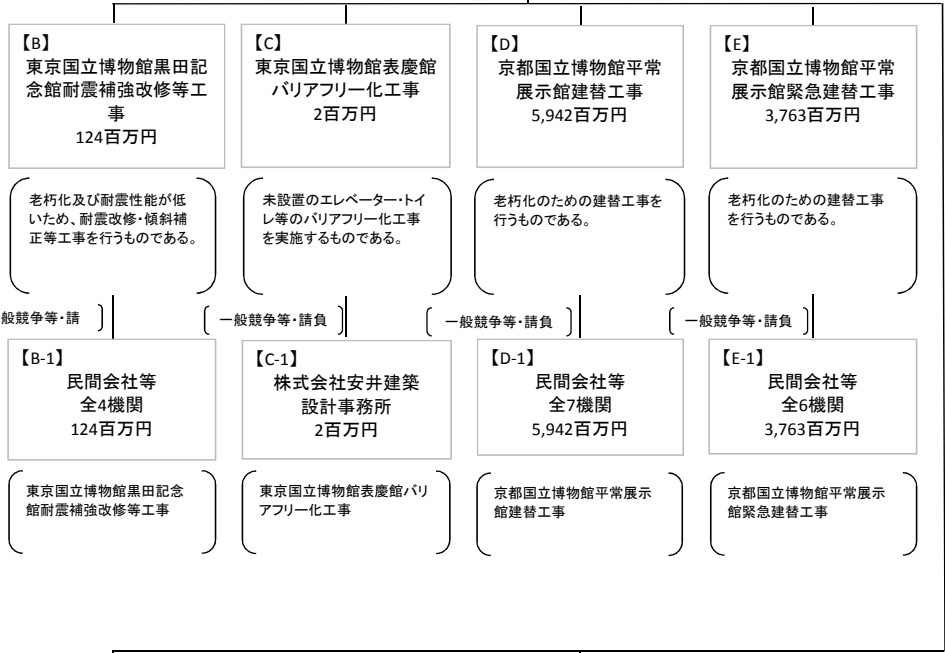 【B】
東京国立博物館黒田記
念館耐震補強改修等工
事
124百万円
【C】
東京国立博物館表慶館
バリアフリー化工事
2百万円
【D】
京都国立博物館平常
展示館建替工事
5,942百万円
【E】
京都国立博物館平常
展示館緊急建替工事
3,763百万円
老朽化及び耐震性能が低
いため、耐震改修・傾斜補
正等工事を行うものである。
未設置のエレベーター・トイ
レ等のバリアフリー化工事
を実施するものである。
老朽化のための建替工事を
行うものである。
老朽化のための建替工事
を行うものである。
般競争等・請
一般競争等・請負
一般競争等・請負
一般競争等・請負
【B-1】
民間会社等
全4機関
124百万円
【C-1】
株式会社安井建築
設計事務所
2百万円
【D-1】
民間会社等
全7機関
5,942百万円
【E-1】
民間会社等
全6機関
3,763百万円
東京国立博物館黒田記念
館耐震補強改修等工事
東京国立博物館表慶館バリ
アフリー化工事
京都国立博物館平常展示
館建替工事
京都国立博物館平常展示
館緊急建替工事